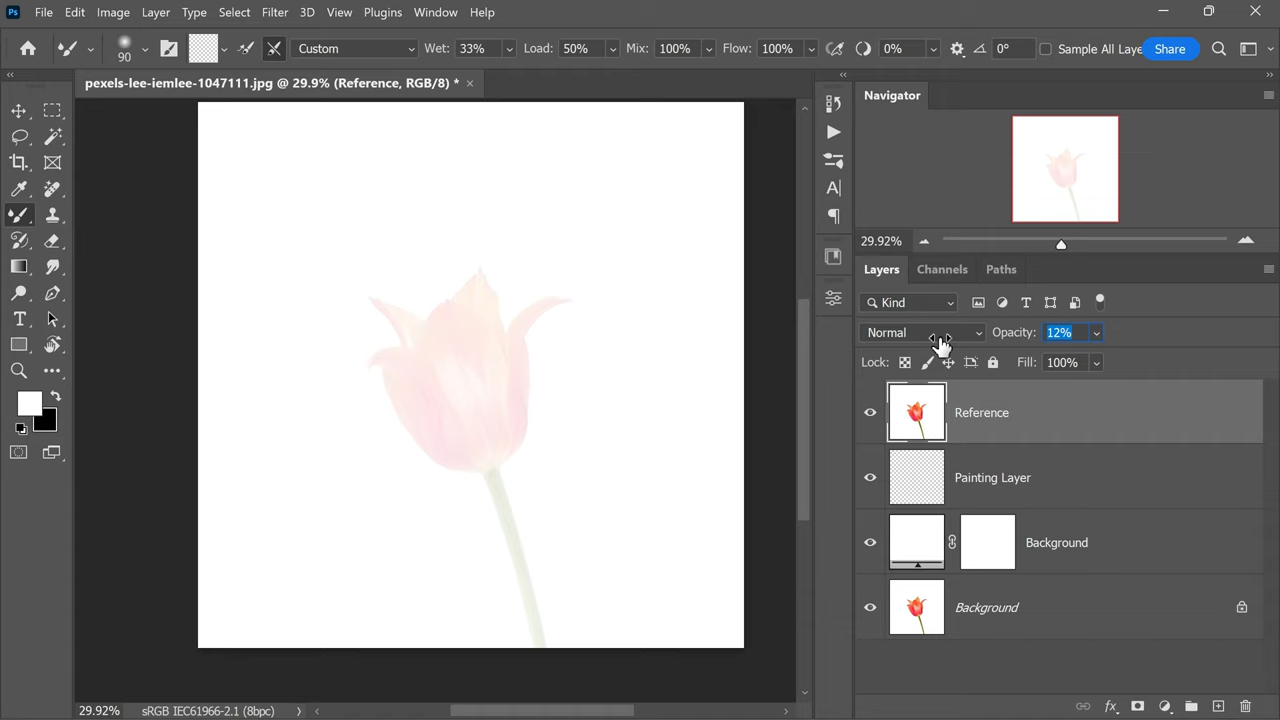 Ps File Edit Image Layer Type Select Filter 3D View Plugins Window Help
90 Custom Wet: 33% Load: 50% Mix: 100% Flow: 100% 0% 0° Sample All Laye Share
pexels-lee-iemlee-1047111.jpg @ 29.9% (Reference, RGB/8) *
Navigator
29.92%
Layers Channels Paths
Kind
Normal Opacity: 12%
Lock: Fill: 100%
Reference
Painting Layer
Background
Background
29.92% sRGB IEC61966-2.1 (8bpc)